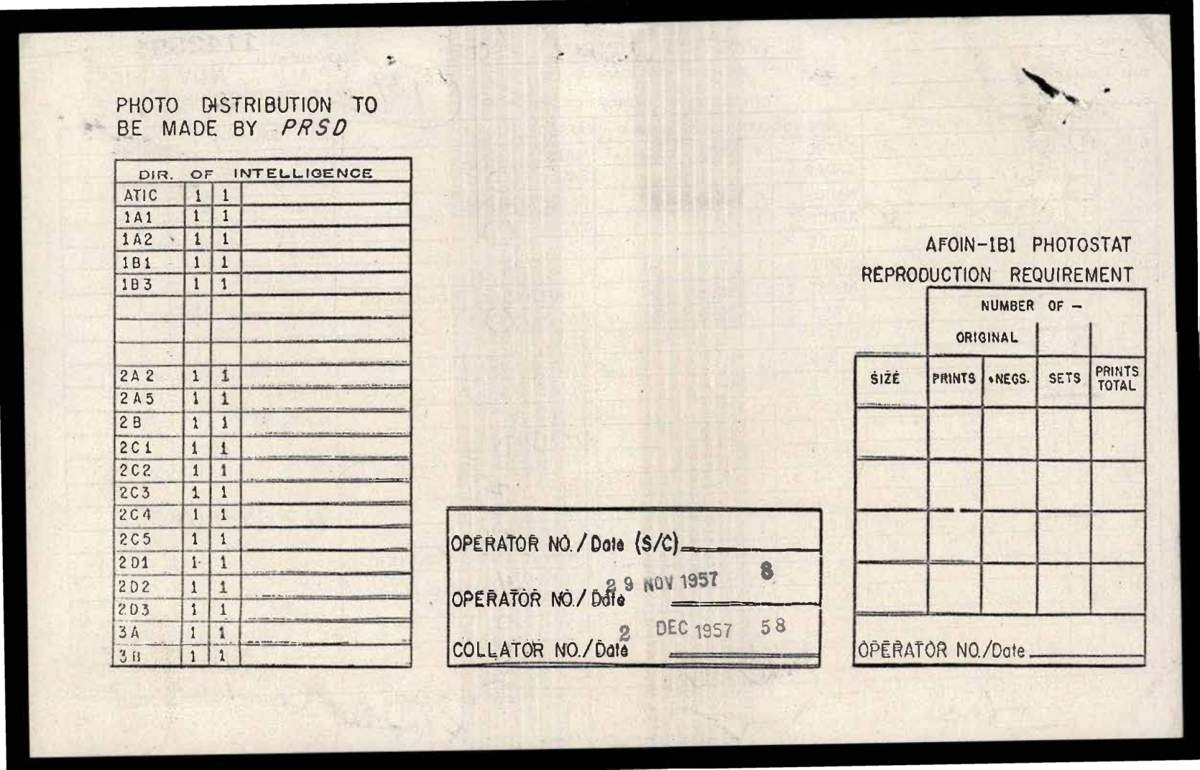 PHOTO DISTRIBUTION TO
BE MADE BY PRSD
DIR. OF INTELLIGENCE
ATIC 1 1
1A1 1 1
1A2 1 1
1B1 1 1
1B3 1 1
2A2 1 1
2A5 1 1
2B 1 1
2C1 1 1
2C2 1 1
2C3 1 1
2C4 1 1
2C5 1 1
2D1 1 1
2D2 1 1
2D3 1 1
3A 1 1
3B 1 1
OPERATOR NO./Date (S/C)
29 NOV 1957 8
OPERATOR NO./Date
2 DEC 1957 58
COLLATOR NO./Date
AFOIN-1B1 PHOTOSTAT
REPRODUCTION REQUIREMENT
NUMBER OF -
ORIGINAL
SIZE PRINTS NEGS. SETS PRINTS TOTAL
OPERATOR NO./Date